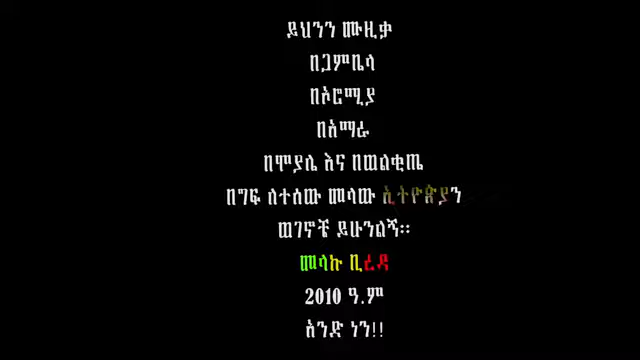 ይህንን ሙዚቃ
በጋምቤላ
በኦሮሚያ
በአማራ
በሞያሌ እና በወልቂጤ
በግፍ ለተሰው መላው ኢትዮጵያን
ወገኖቼ ይሁንልኝ፡፡
መላኩ ቢረዳ
2010 ዓ.ም
አንድ ነን!!